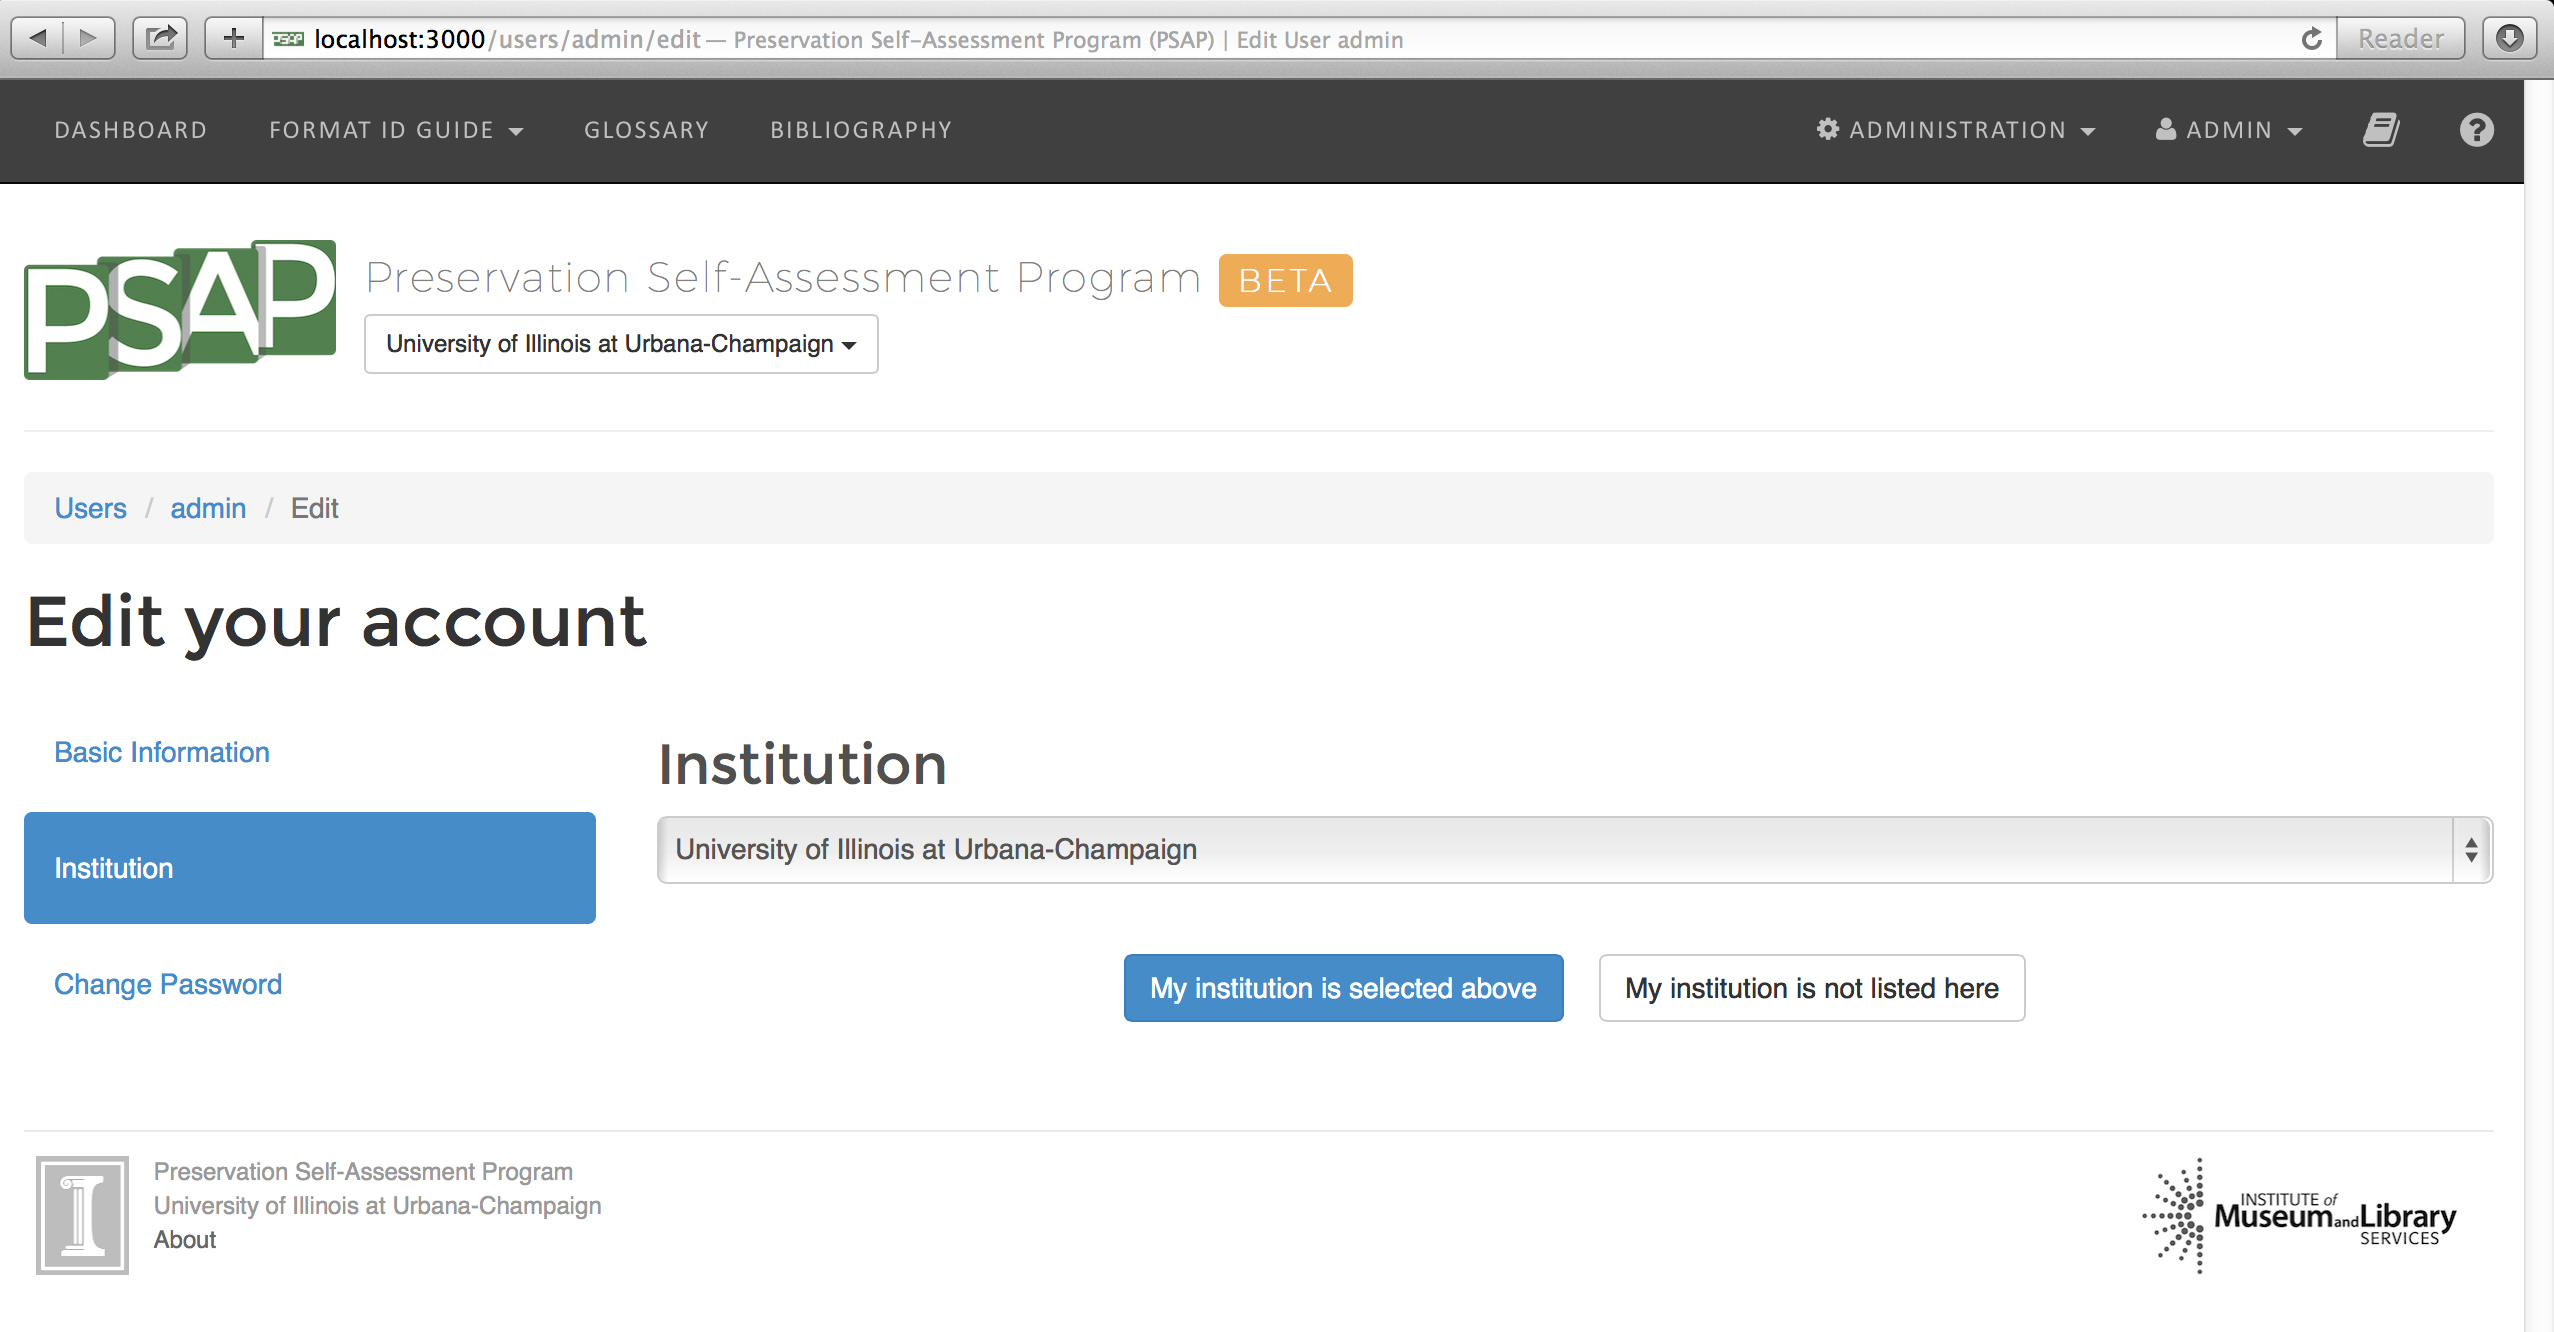 localhost:3000/users/admin/edit — Preservation Self-Assessment Program (PSAP) | Edit User admin
Reader
DASHBOARD FORMAT ID GUIDE GLOSSARY BIBLIOGRAPHY ADMINISTRATION ADMIN
PSAP
Preservation Self-Assessment Program BETA
University of Illinois at Urbana-Champaign
Users / admin / Edit
Edit your account
Basic Information
Institution
Change Password
Institution
University of Illinois at Urbana-Champaign
My institution is selected above My institution is not listed here
Preservation Self-Assessment Program
University of Illinois at Urbana-Champaign
About
INSTITUTE of
Museum and Library
SERVICES